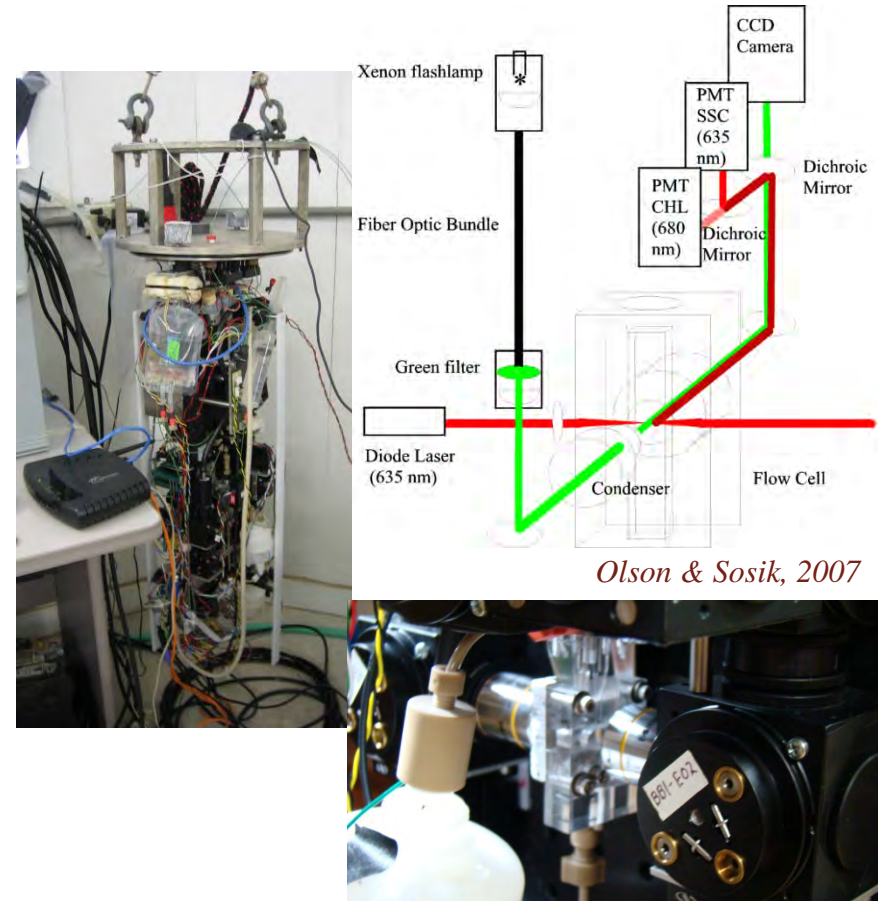 Xenon flashlamp
*
CCD
Camera
PMT
SSC
(635
nm)
PMT
CHL
(680
nm)
Dichroic
Mirror
Dichroic
Mirror
Fiber Optic Bundle
Green filter
Diode Laser
(635 nm)
Condenser
Flow Cell
Olson & Sosik, 2007
BB1-E02